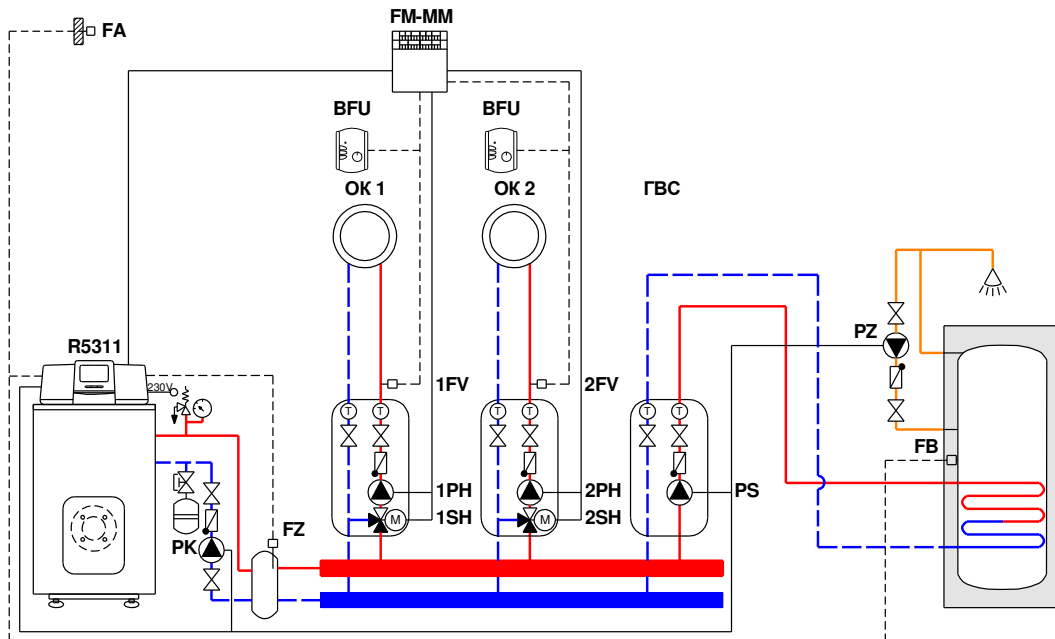 FM-MM
FA
BFU
BFU
ОК 1
ОК 2
ГВС
PZ
R5311
230V
1FV
2FV
T
T
T
T
T
T
FB
1PH
2PH
PS
1SH
2SH
M
M
PK
FZ